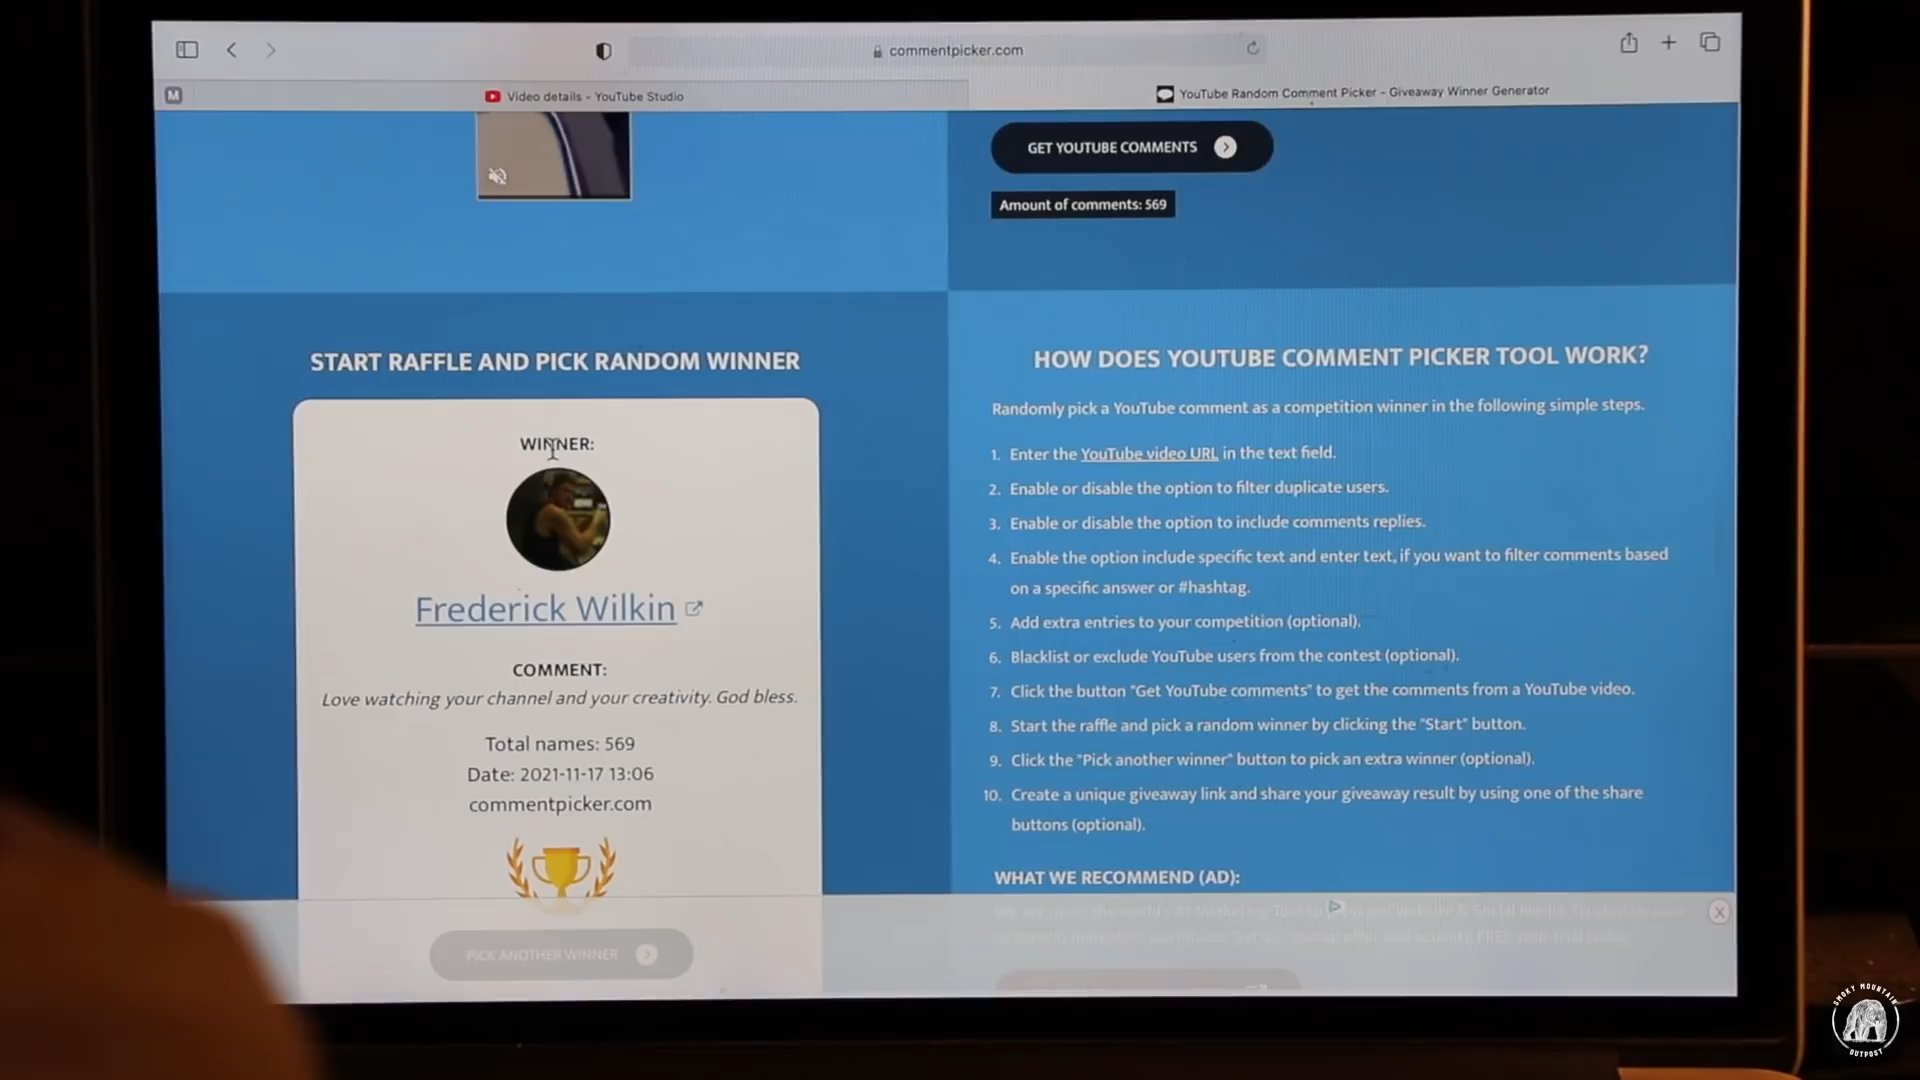 commentpicker.com
M
Video details - YouTube Studio
YouTube Random Comment Picker - Giveaway Winner Generator
GET YOUTUBE COMMENTS
Amount of comments: 569
START RAFFLE AND PICK RANDOM WINNER
WINNER:
Frederick Wilkin
COMMENT:
Love watching your channel and your creativity. God bless.
Total names: 569
Date: 2021-11-17 13:06
commentpicker.com
PICK ANOTHER WINNER
HOW DOES YOUTUBE COMMENT PICKER TOOL WORK?
Randomly pick a YouTube comment as a competition winner in the following simple steps.
1. Enter the YouTube video URL in the text field.
2. Enable or disable the option to filter duplicate users.
3. Enable or disable the option to include comments replies.
4. Enable the option include specific text and enter text, if you want to filter comments based
on a specific answer or #hashtag.
5. Add extra entries to your competition (optional).
6. Blacklist or exclude YouTube users from the contest (optional).
7. Click the button "Get YouTube comments" to get the comments from a YouTube video.
8. Start the raffle and pick a random winner by clicking the "Start" button.
9. Click the "Pick another winner" button to pick an extra winner (optional).
10. Create a unique giveaway link and share your giveaway result by using one of the share
buttons (optional).
WHAT WE RECOMMEND (AD):
SMOKY MOUNTAIN
OUTPOST